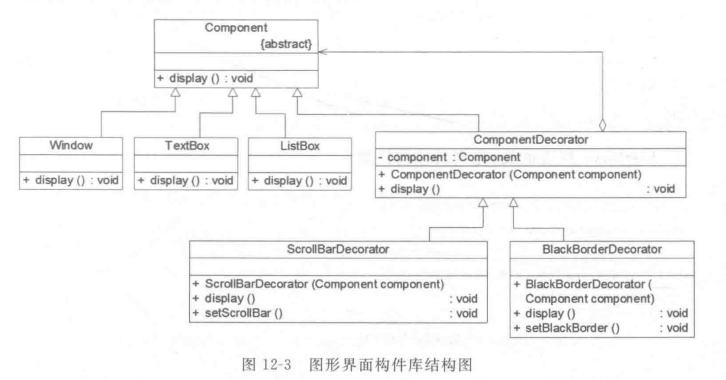 Component
{abstract}
+ display () : void
Window
+ display () : void
TextBox
+ display () : void
ListBox
+ display () : void
ComponentDecorator
- component : Component
+ ComponentDecorator (Component component)
+ display () : void
ScrollBarDecorator
+ ScrollBarDecorator (Component component)
+ display () : void
+ setScrollBar () : void
BlackBorderDecorator
+ BlackBorderDecorator (
Component component)
+ display () : void
+ setBlackBorder () : void
图 12-3 图形界面构件库结构图